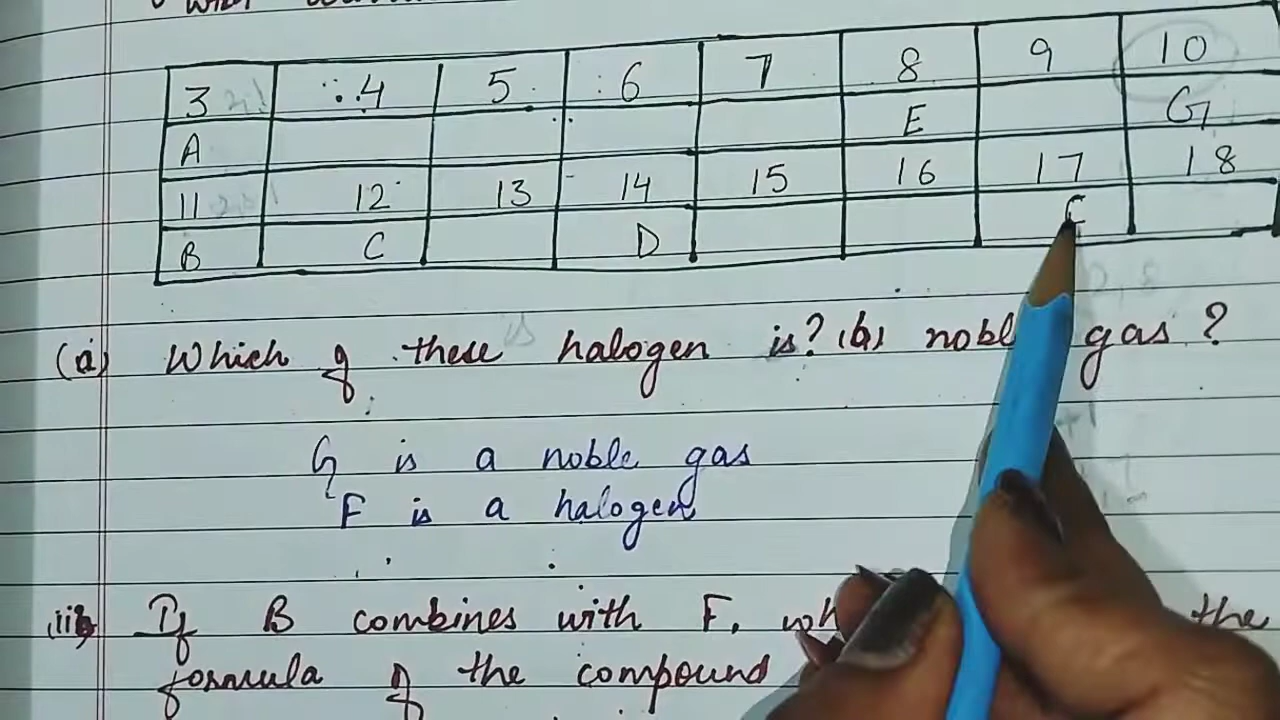 3 4 5 6 7 8 9 10
A E G
11 12 13 14 15 16 17 18
B C D F
(a) Which of these halogen is? (b) noble gas?
G is a noble gas
F is a halogen
If B combines with F, the
formula of the compound